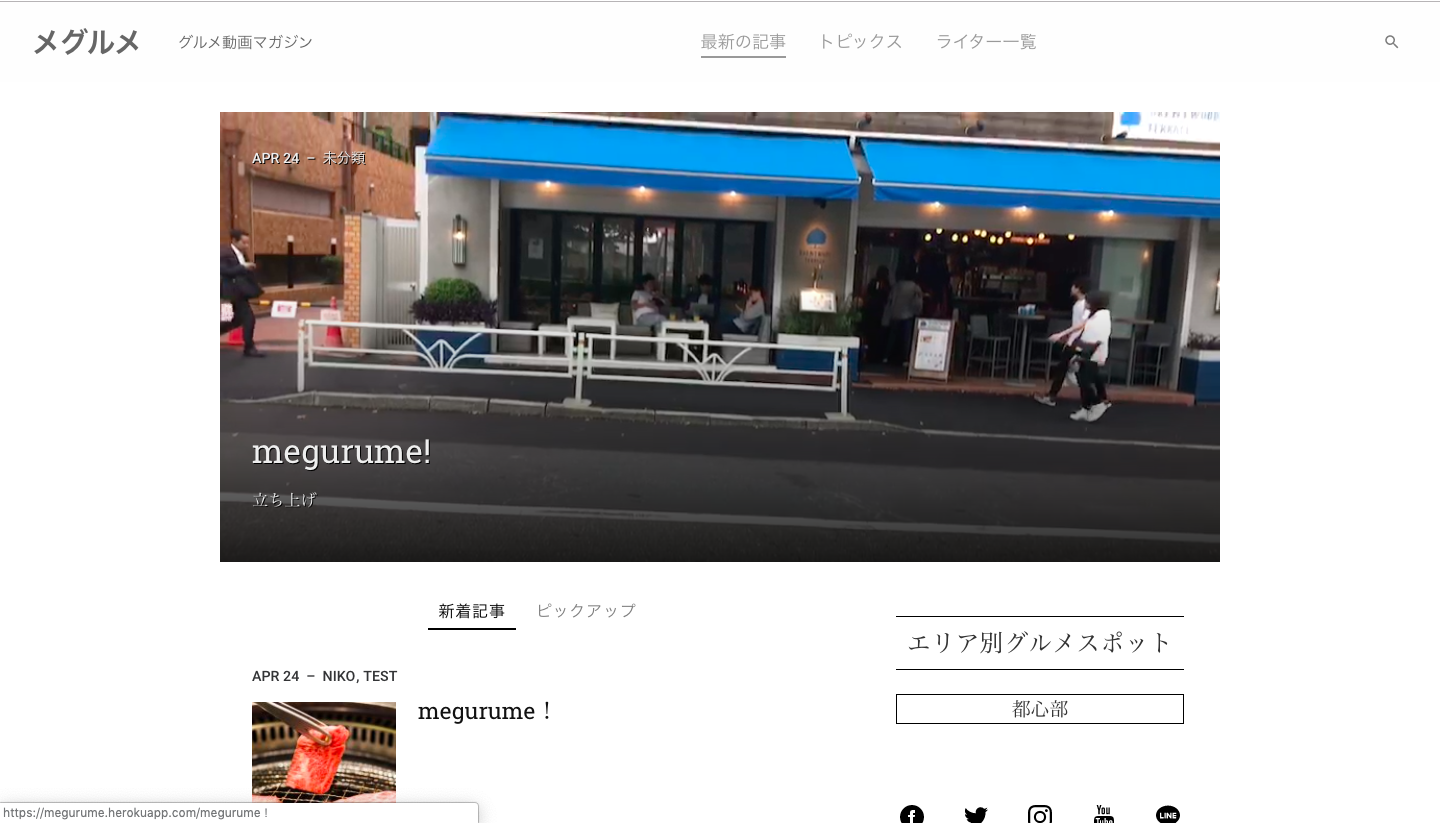 メグルメ
グルメ動画マガジン
最新の記事
トピックス
ライター一覧
APR 24 – 未分類
megurume!
立ち上げ
新着記事
ピックアップ
エリア別グルメスポット
APR 24 – NIKO, TEST
megurume！
都心部
You
Tube
LINE
https://megurume.herokuapp.com/megurume！